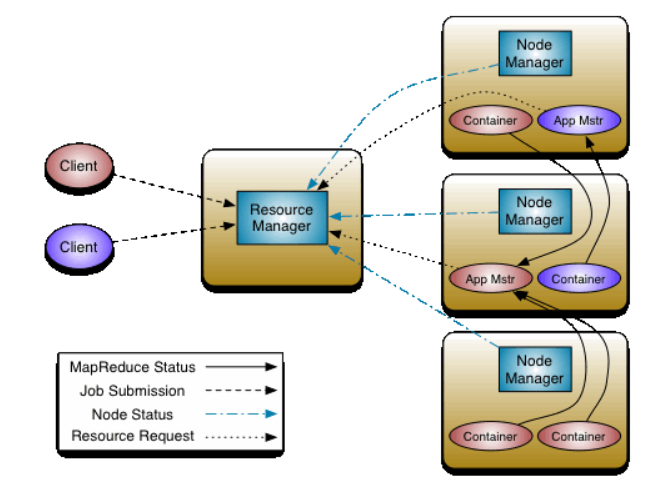 Node
Manager
Container
App Mstr
Client
Resource
Manager
Client
Node
Manager
App Mstr
Container
Node
Manager
Container
Container
MapReduce Status
Job Submission
Node Status
Resource Request